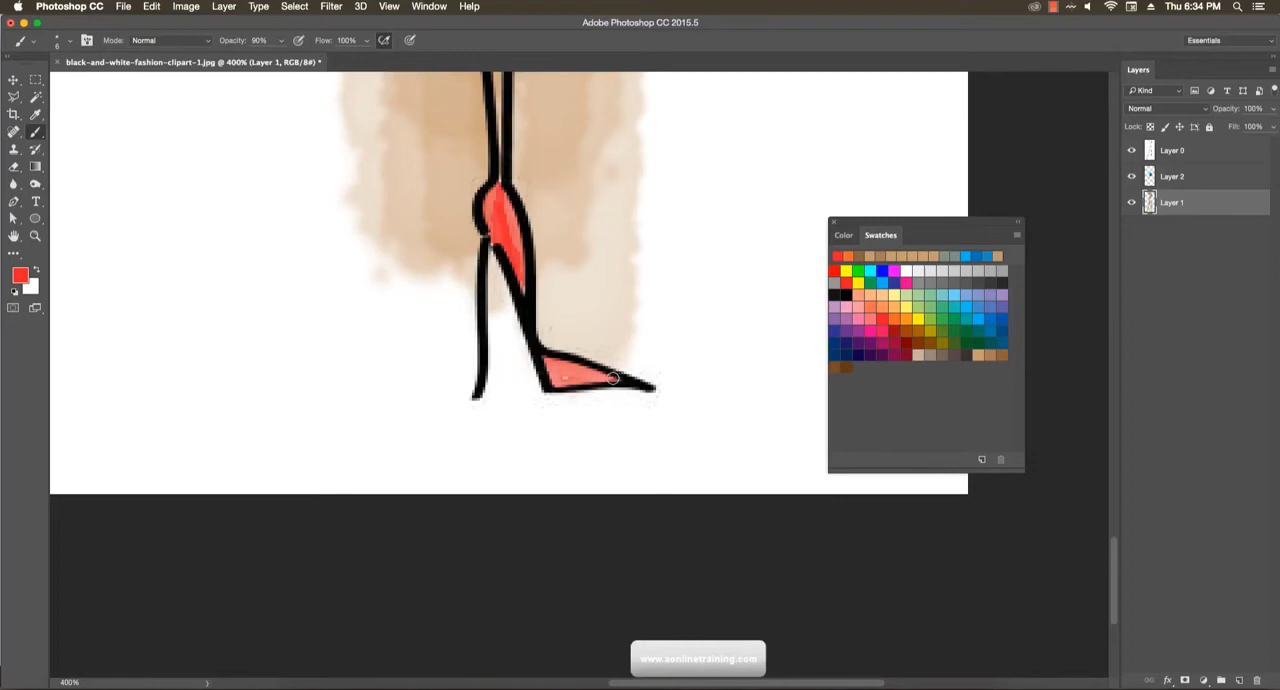 Photoshop CC File Edit Image Layer Type Select Filter 3D View Window Help Thu 6:34 PM
Adobe Photoshop CC 2015.5
6 Mode: Normal Opacity: 90% Flow: 100% Essentials
× black-and-white-fashion-clipart-1.jpg @ 400% (Layer 1, RGB/8#) *
Layers
Kind
Normal Opacity: 100%
Lock: Fill: 100%
Layer 0
Layer 2
Layer 1
Color Swatches
www.aonlinetraining.com
400%